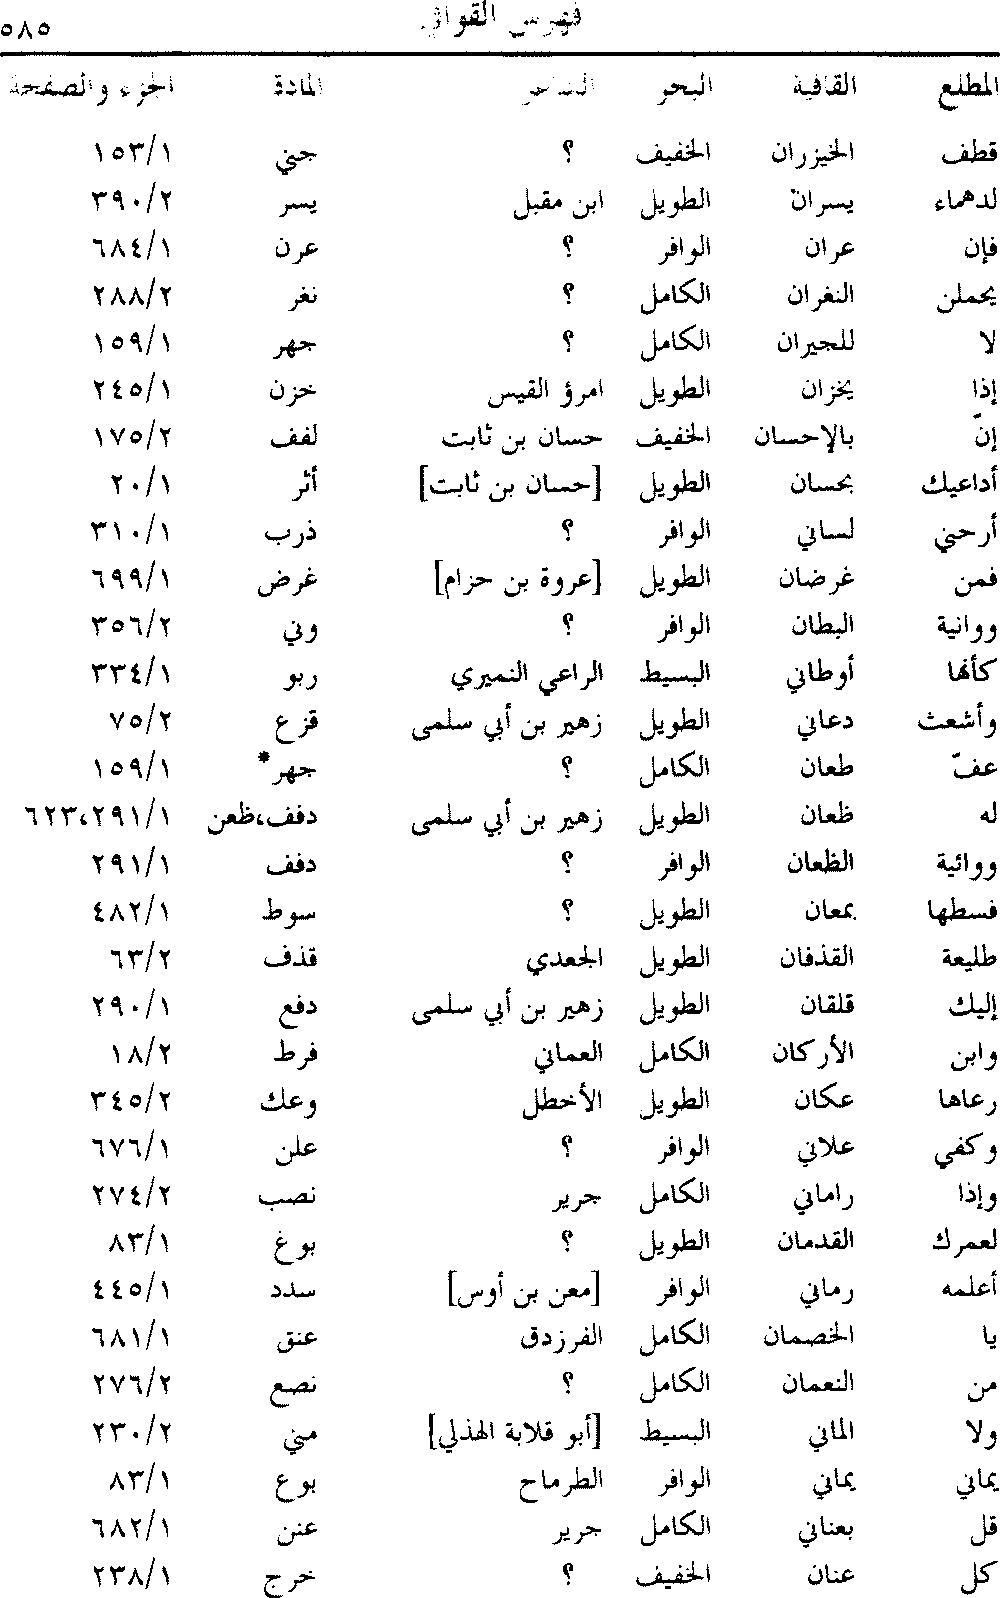 فهرس القوافي ٥٨٥
المطلع القافية البحر الشاعر المادة الجزء والصفحة
قطف الخيزران الخفيف ؟ جني ١٥٣/١
لدهماء يسران الطويل ابن مقبل يسر ٣٩٠/٢
فإن عران الوافر ؟ عرن ٦٨٤/١
يحملن النغران الكامل ؟ نغر ٢٨٨/٢
لا للجيران الكامل ؟ جهر ١٥٩/١
إذا يخزان الطويل امرؤ القيس خزن ٢٤٥/١
إنّ بالإحسان الخفيف حسان بن ثابت لفف ١٧٥/٢
أداعيك بحسان الطويل [حسان بن ثابت] أثر ٢٠/١
أرحني لساني الوافر ؟ ذرب ٣١٠/١
فمن غرضان الطويل [عروة بن حزام] غرض ٦٩٩/١
ووانية البطان الوافر ؟ وني ٣٥٦/٢
كأنها أوطاني البسيط الراعي النميري ربو ٣٣٤/١
وأشعث دعاني الطويل زهير بن أبي سلمى قزع ٧٥/٢
عفّ طعان الكامل ؟ جهر* ١٥٩/١
له ظعان الطويل زهير بن أبي سلمى دفف،ظعن ٦٢٣،٢٩١/١
ووائية الظعان الوافر ؟ دفف ٢٩١/١
فسطها بمعان الطويل ؟ سوط ٤٨٢/١
طليعة القذفان الطويل الجعدي قذف ٦٣/٢
إليك قلقان الطويل زهير بن أبي سلمى دفع ٢٩٠/١
وابن الأركان الكامل العماني فرط ١٨/٢
رعاها عكان الطويل الأخطل وعك ٣٤٥/٢
وكفي علاني الوافر ؟ علن ٦٧٦/١
وإذا راماني الكامل جرير نصب ٢٧٤/٢
لعمرك القدمان الطويل ؟ بوغ ٨٣/١
أعلمه رماني الوافر [معن بن أوس] سدد ٤٤٥/١
يا الخصمان الكامل الفرزدق عنق ٦٨١/١
من النعمان الكامل ؟ نصع ٢٧٦/٢
ولا الماني البسيط [أبو قلابة الهذلي] مني ٢٣٠/٢
يماني يماني الوافر الطرماح بوع ٨٣/١
قل بعناني الكامل جرير عنن ٦٨٢/١
كل عنان الخفيف ؟ خرج ٢٣٨/١